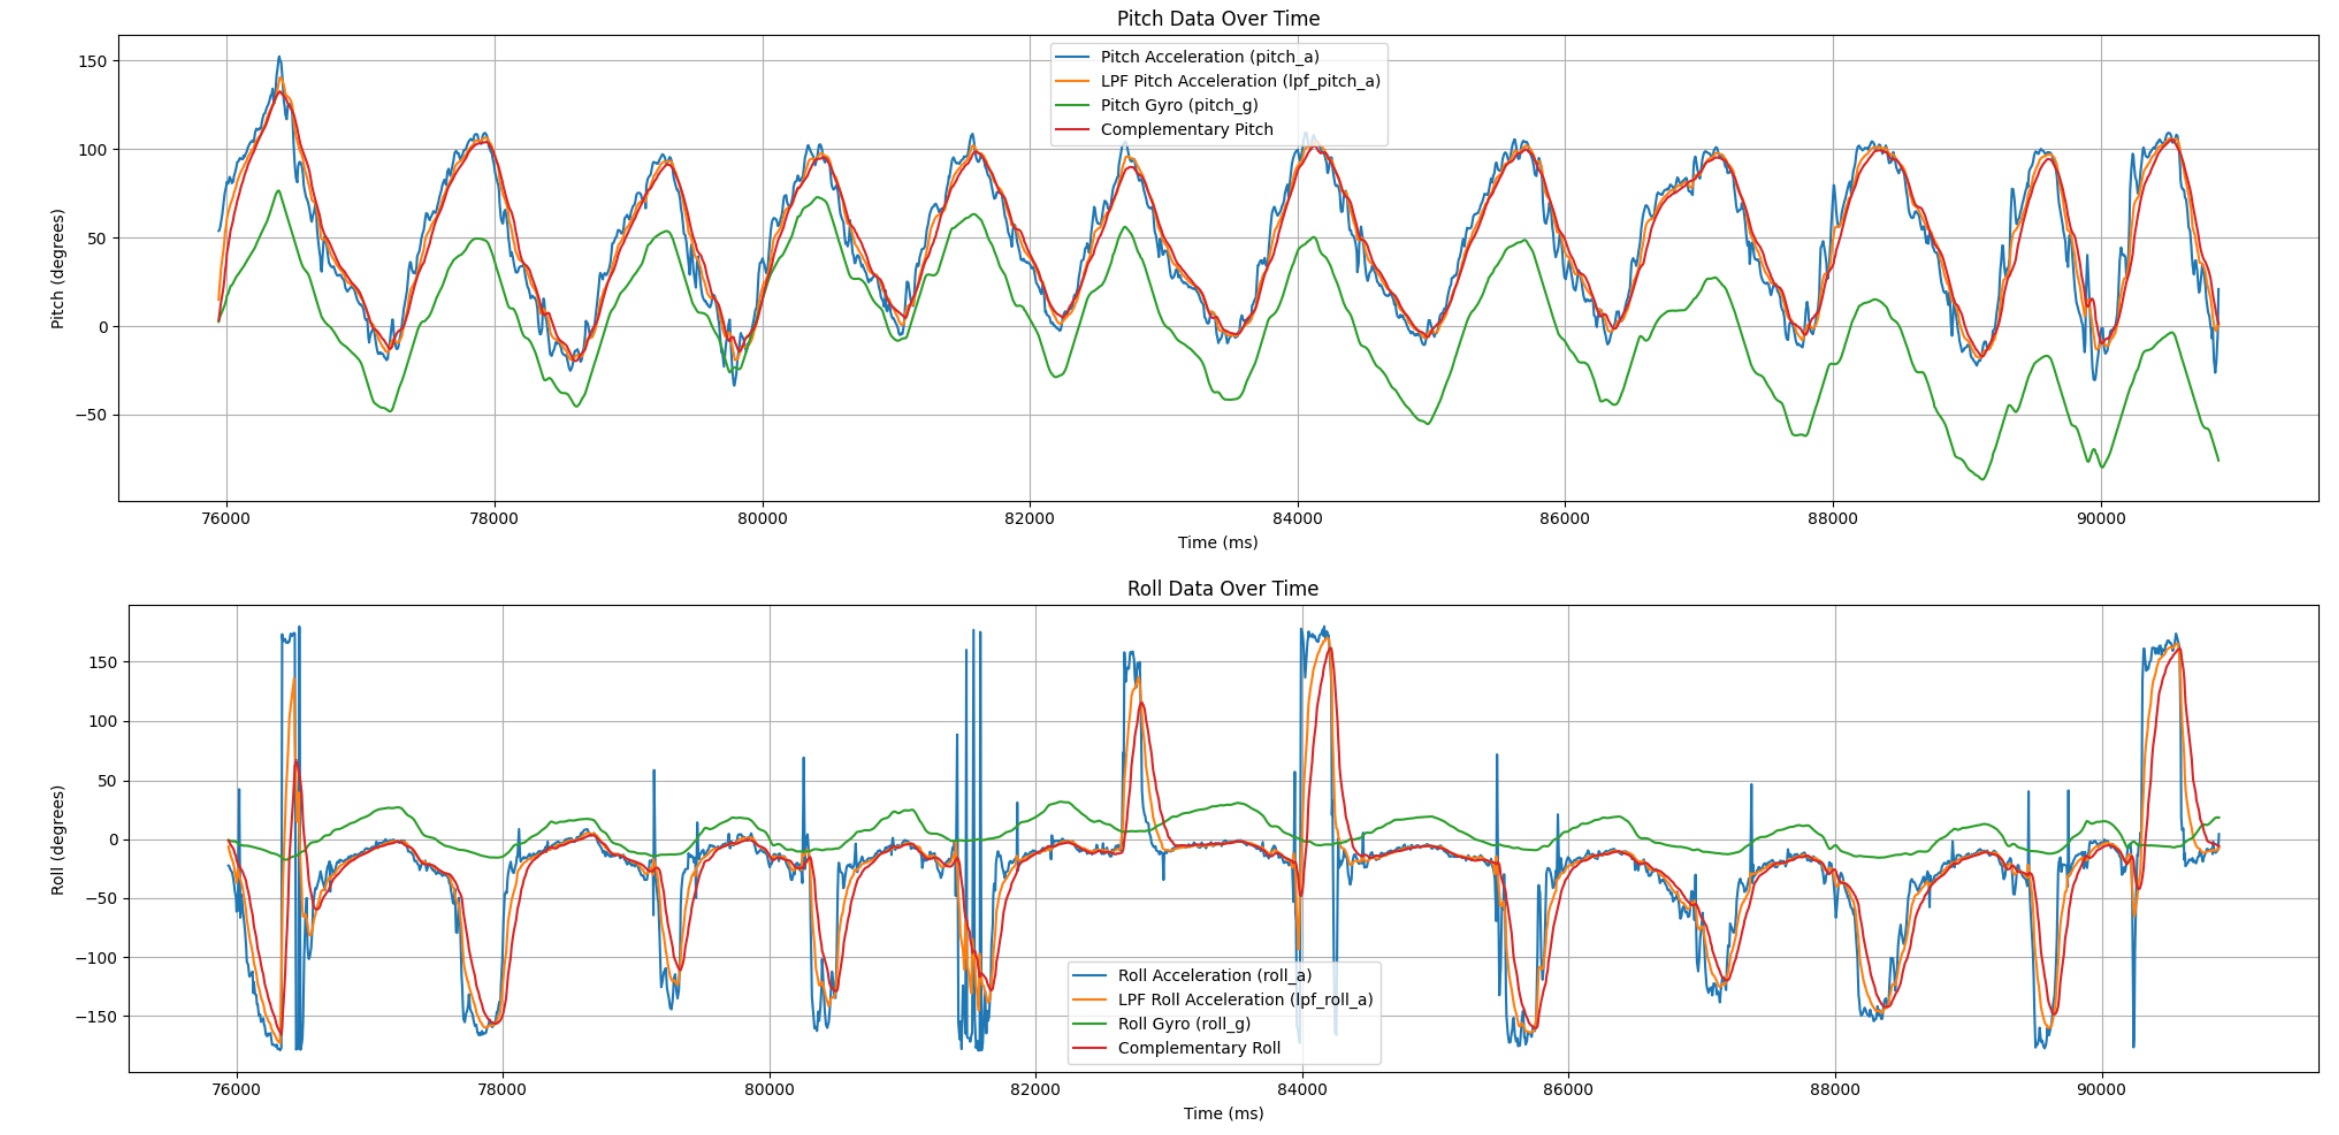 Pitch Data Over Time
150
100
50
0
−50
Pitch (degrees)
Pitch Acceleration (pitch_a)
LPF Pitch Acceleration (lpf_pitch_a)
Pitch Gyro (pitch_g)
Complementary Pitch
76000 78000 80000 82000 84000 86000 88000 90000
Time (ms)
Roll Data Over Time
150
100
50
0
−50
−100
−150
Roll (degrees)
Roll Acceleration (roll_a)
LPF Roll Acceleration (lpf_roll_a)
Roll Gyro (roll_g)
Complementary Roll
76000 78000 80000 82000 84000 86000 88000 90000
Time (ms)